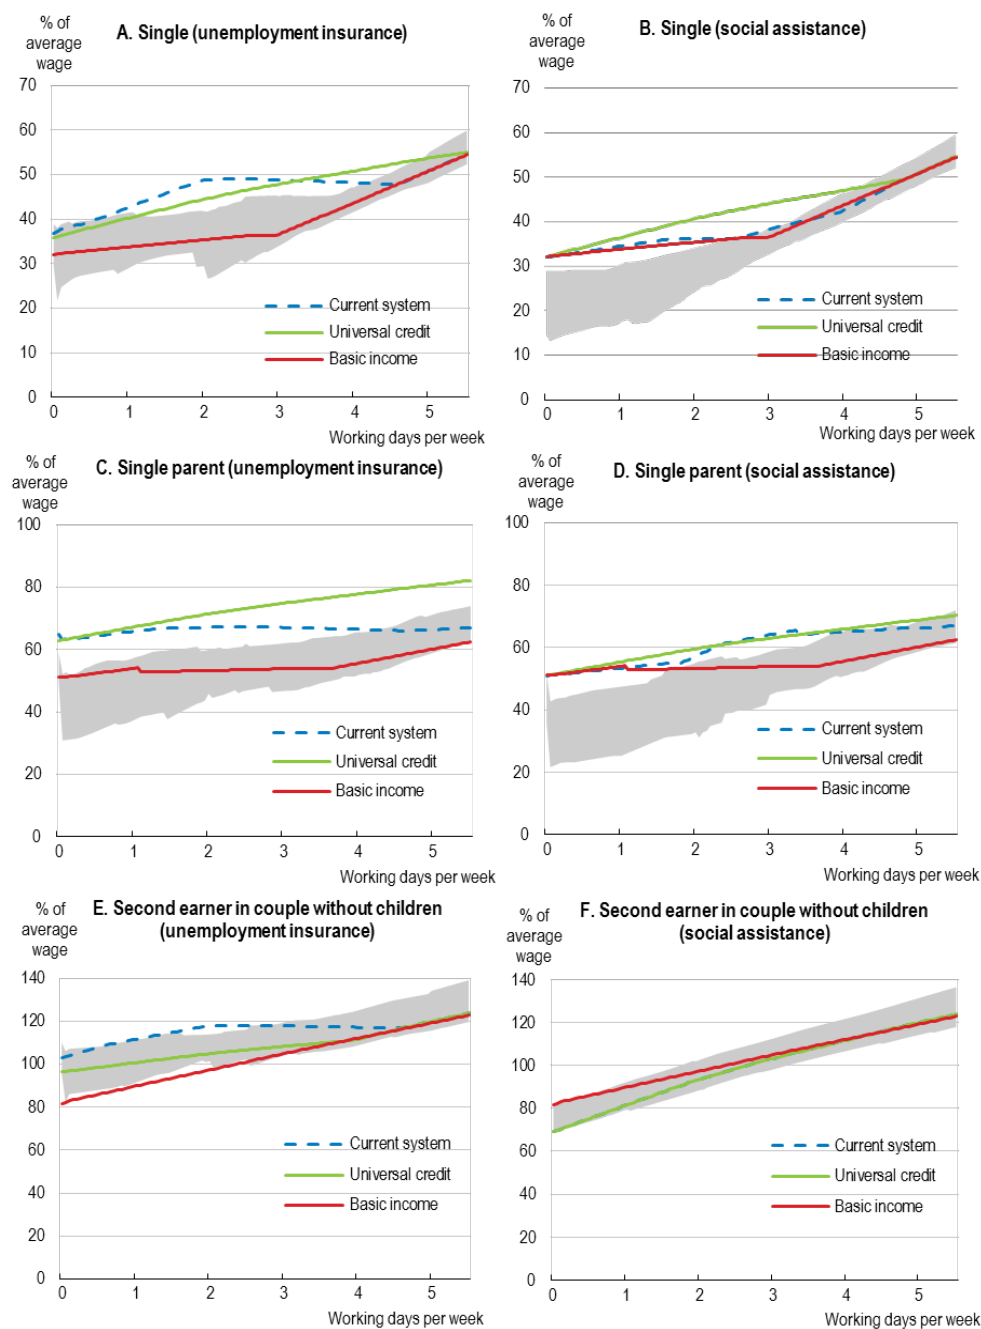 % of
average
wage
A. Single (unemployment insurance)
70
60
50
40
30
20
10
0
0 1 2 3 4 5
Working days per week
Current system
Universal credit
Basic income
% of
average
wage
B. Single (social assistance)
70
60
50
40
30
20
10
0
0 1 2 3 4 5
Working days per week
Current system
Universal credit
Basic income
% of
average
wage
C. Single parent (unemployment insurance)
100
80
60
40
20
0
0 1 2 3 4 5
Working days per week
Current system
Universal credit
Basic income
% of
average
wage
D. Single parent (social assistance)
100
80
60
40
20
0
0 1 2 3 4 5
Working days per week
Current system
Universal credit
Basic income
% of
average
wage
E. Second earner in couple without children
(unemployment insurance)
140
120
100
80
60
40
20
0
0 1 2 3 4 5
Working days per week
Current system
Universal credit
Basic income
% of
average
wage
F. Second earner in couple without children
(social assistance)
140
120
100
80
60
40
20
0
0 1 2 3 4 5
Working days per week
Current system
Universal credit
Basic income